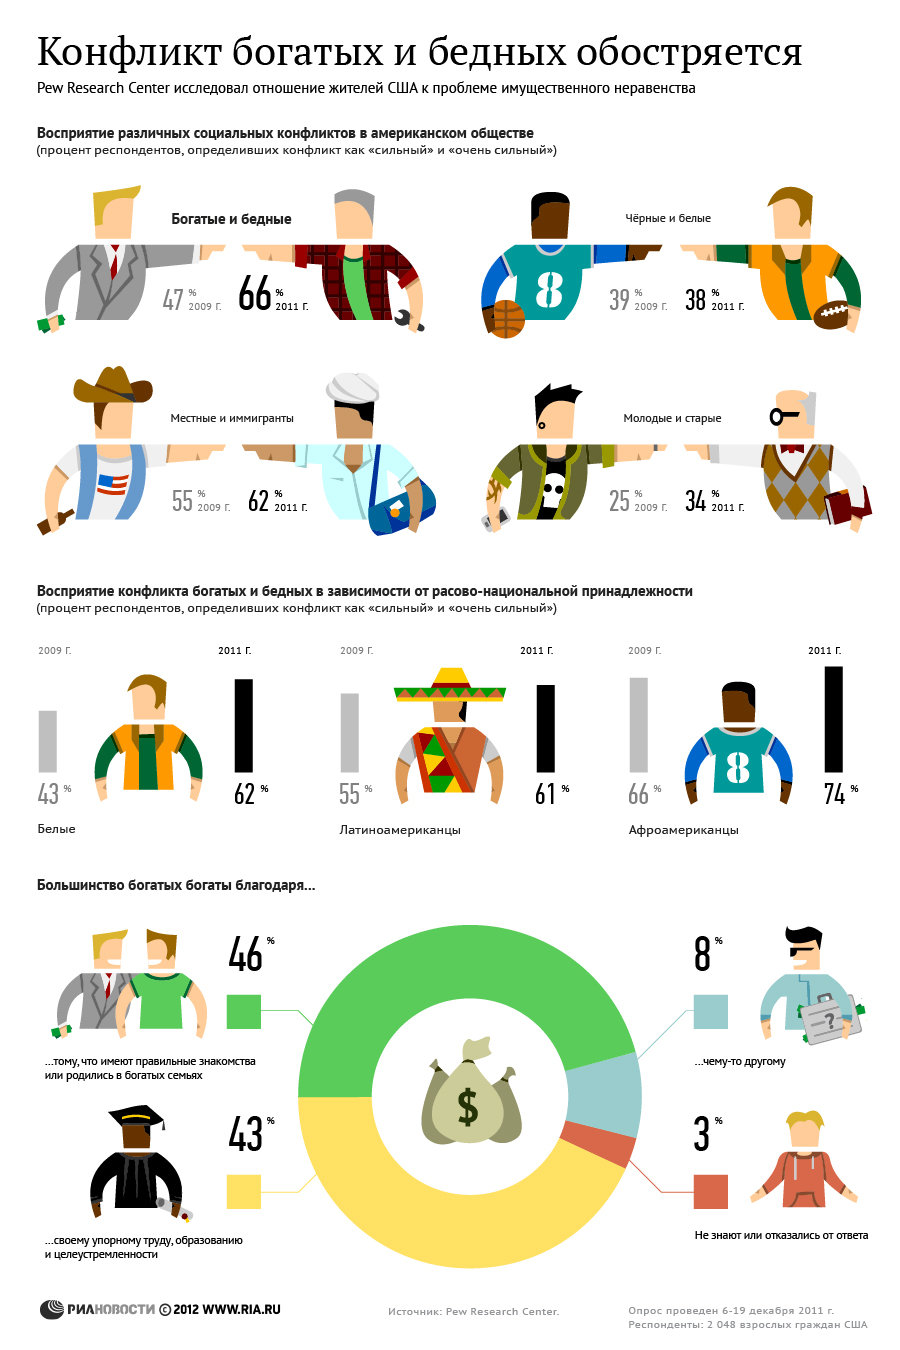 Конфликт богатых и бедных обостряется
Pew Research Center исследовал отношение жителей США к проблеме имущественного неравенства
Восприятие различных социальных конфликтов в американском обществе
(процент респондентов, определивших конфликт как «сильный» и «очень сильный»)
Богатые и бедные
47 % 2009 г.
66 % 2011 г.
Чёрные и белые
8
39 % 2009 г.
38 % 2011 г.
Местные и иммигранты
55 % 2009 г.
62 % 2011 г.
Молодые и старые
25 % 2009 г.
34 % 2011 г.
Восприятие конфликта богатых и бедных в зависимости от расово-национальной принадлежности
(процент респондентов, определивших конфликт как «сильный» и «очень сильный»)
2009 г.
2011 г.
43 %
62 %
Белые
2009 г.
2011 г.
55 %
61 %
Латиноамериканцы
2009 г.
2011 г.
8
66 %
74 %
Афроамериканцы
Большинство богатых богаты благодаря...
46 %
...тому, что имеют правильные знакомства
или родились в богатых семьях
8 %
?
...чему-то другому
$
43 %
...своему упорному труду, образованию
и целеустремленности
3 %
Не знают или отказались от ответа
РИАНОВОСТИ © 2012 WWW.RIA.RU
Источник: Pew Research Center.
Опрос проведен 6-19 декабря 2011 г.
Респонденты: 2 048 взрослых граждан США